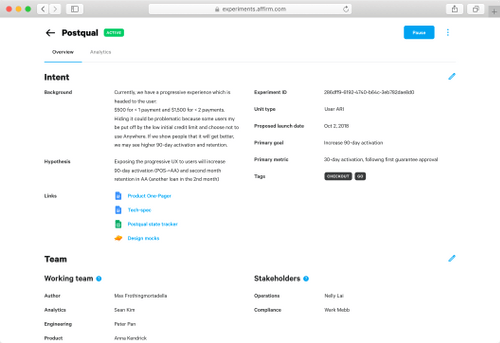 experiments.affirm.com
Postqual ACTIVE
Pause
Overview Analytics
Intent
Background
Currently, we have a progressive experience which is
headed to the user:
$500 for < 1 payment and $1,500 for < 2 payments.
Hiding it could be problematic because some users my
be put off by the low initial credit limit and choose not to
use Anywhere. If we show people that it will get better,
we may see higher 90-day activation and retention.
Hypothesis
Exposing the progressive UX to users will increase
90-day activation (POS->AA) and second month
retention in AA (another loan in the 2nd month)
Links
Product One-Pager
Tech-spec
Postqual state tracker
Design mocks
Experiment ID
Unit type User ARI
Proposed launch date Oct 2, 2018
Primary goal Increase 90-day activation
Primary metric 30-day activation, following first guarantee approval
Tags CHECKOUT GO
Team
Working team
Author Max Frothingmortadella
Analytics Sean Kim
Engineering Peter Pan
Product Anna Kendrick
Stakeholders
Operations Nelly Lai
Compliance Werk Mebb